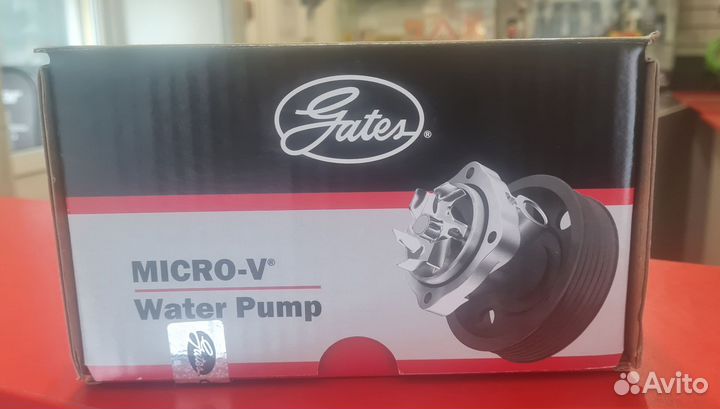 Gates®
MICRO-V®
Water Pump
Gates
Avito